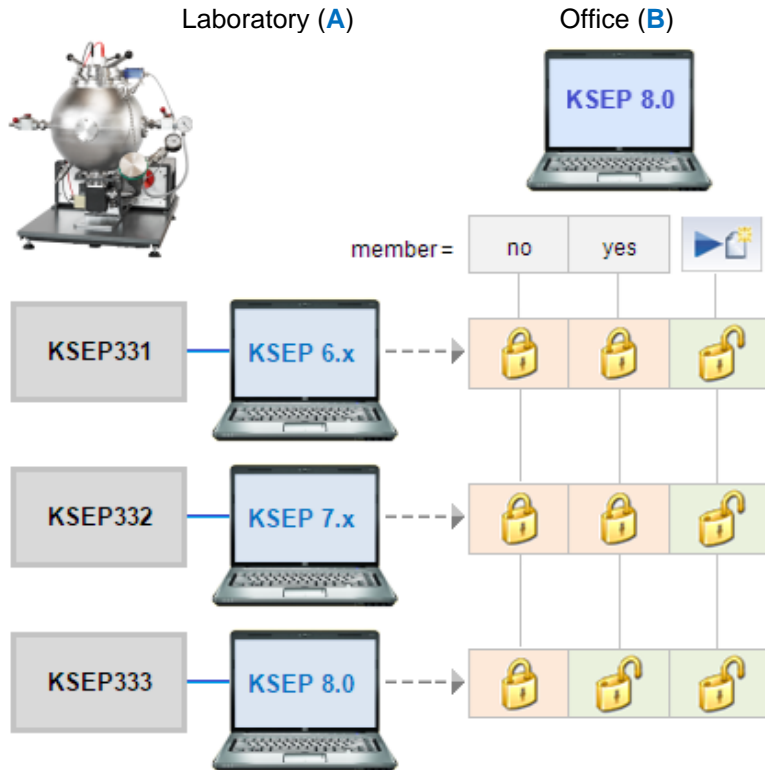 Laboratory (A) Office (B)
KSEP 8.0
member = no yes
KSEP331 KSEP 6.x
KSEP332 KSEP 7.x
KSEP333 KSEP 8.0